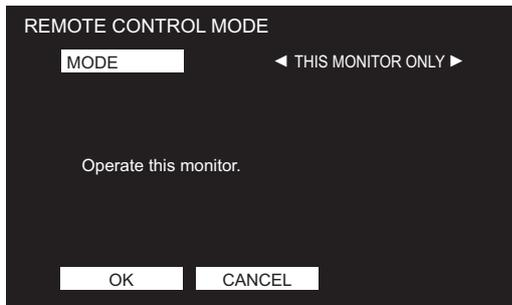 REMOTE CONTROL MODE
MODE ◄ THIS MONITOR ONLY ►
Operate this monitor.
OK CANCEL